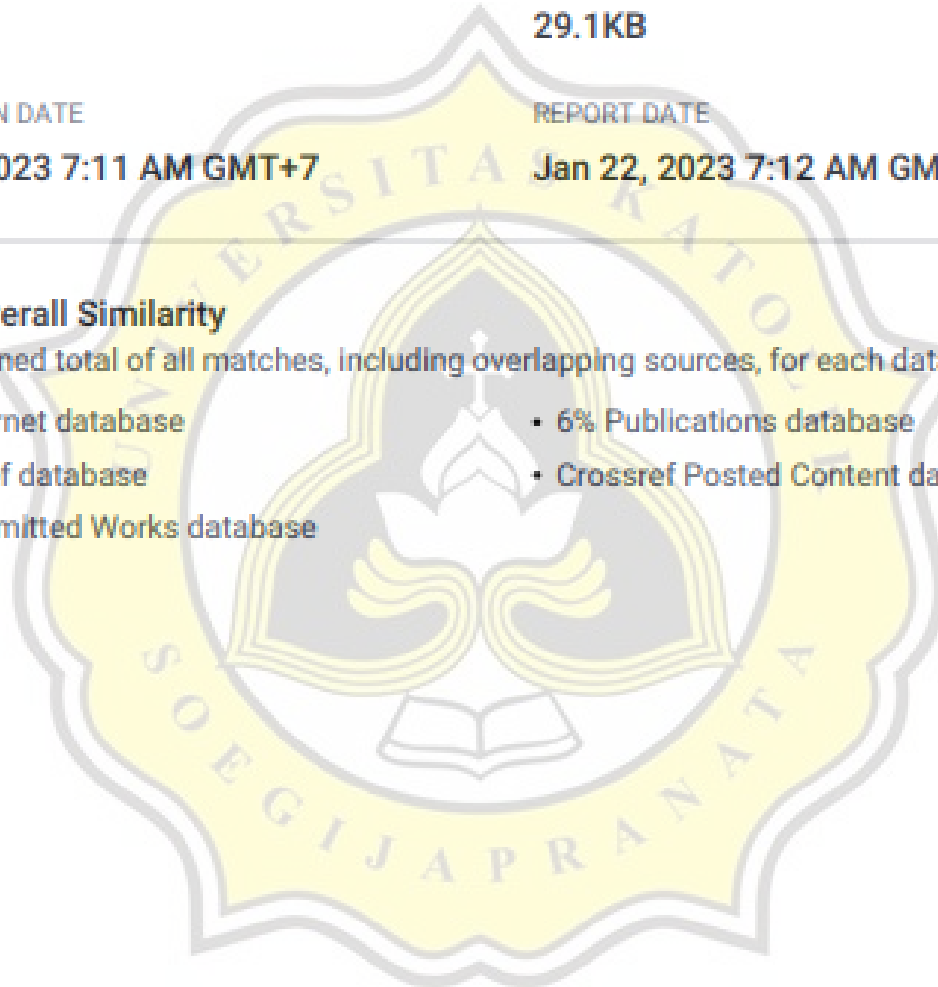 29.1KB
N DATE
REPORT DATE
023 7:11 AM GMT+7
Jan 22, 2023 7:12 AM GM
erall Similarity
ned total of all matches, including overlapping sources, for each dat
rnet database
• 6% Publications database
f database
• Crossref Posted Content da
mitted Works database
UNIVERSITAS KATOLIK
SOEGIJAPRANATA